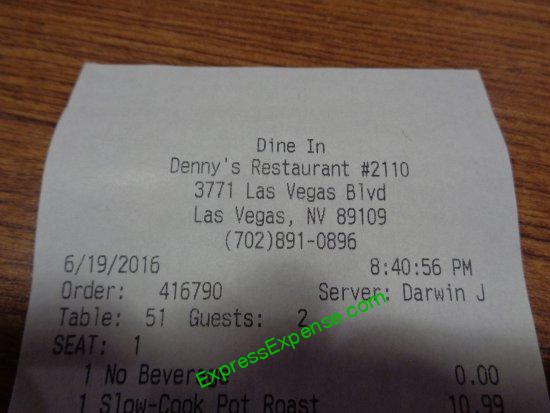 Dine In
Denny's Restaurant #2110
3771 Las Vegas Blvd
Las Vegas, NV 89109
(702)891-0896
6/19/2016 8:40:56 PM
Order: 416790 Server: Darwin J
Table: 51 Guests: 2
SEAT: 1
1 No Beverage 0.00
1 Slow-Cook Pot Roast 10.99
ExpressExpense.com